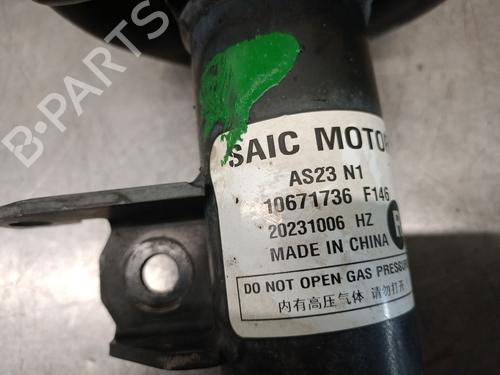 B-PARTS
SAIC MOTOR
AS23 N1
10671736 F146
20231006 HZ
R
MADE IN CHINA
DO NOT OPEN GAS PRESSUR
内有高压气体 请勿打开